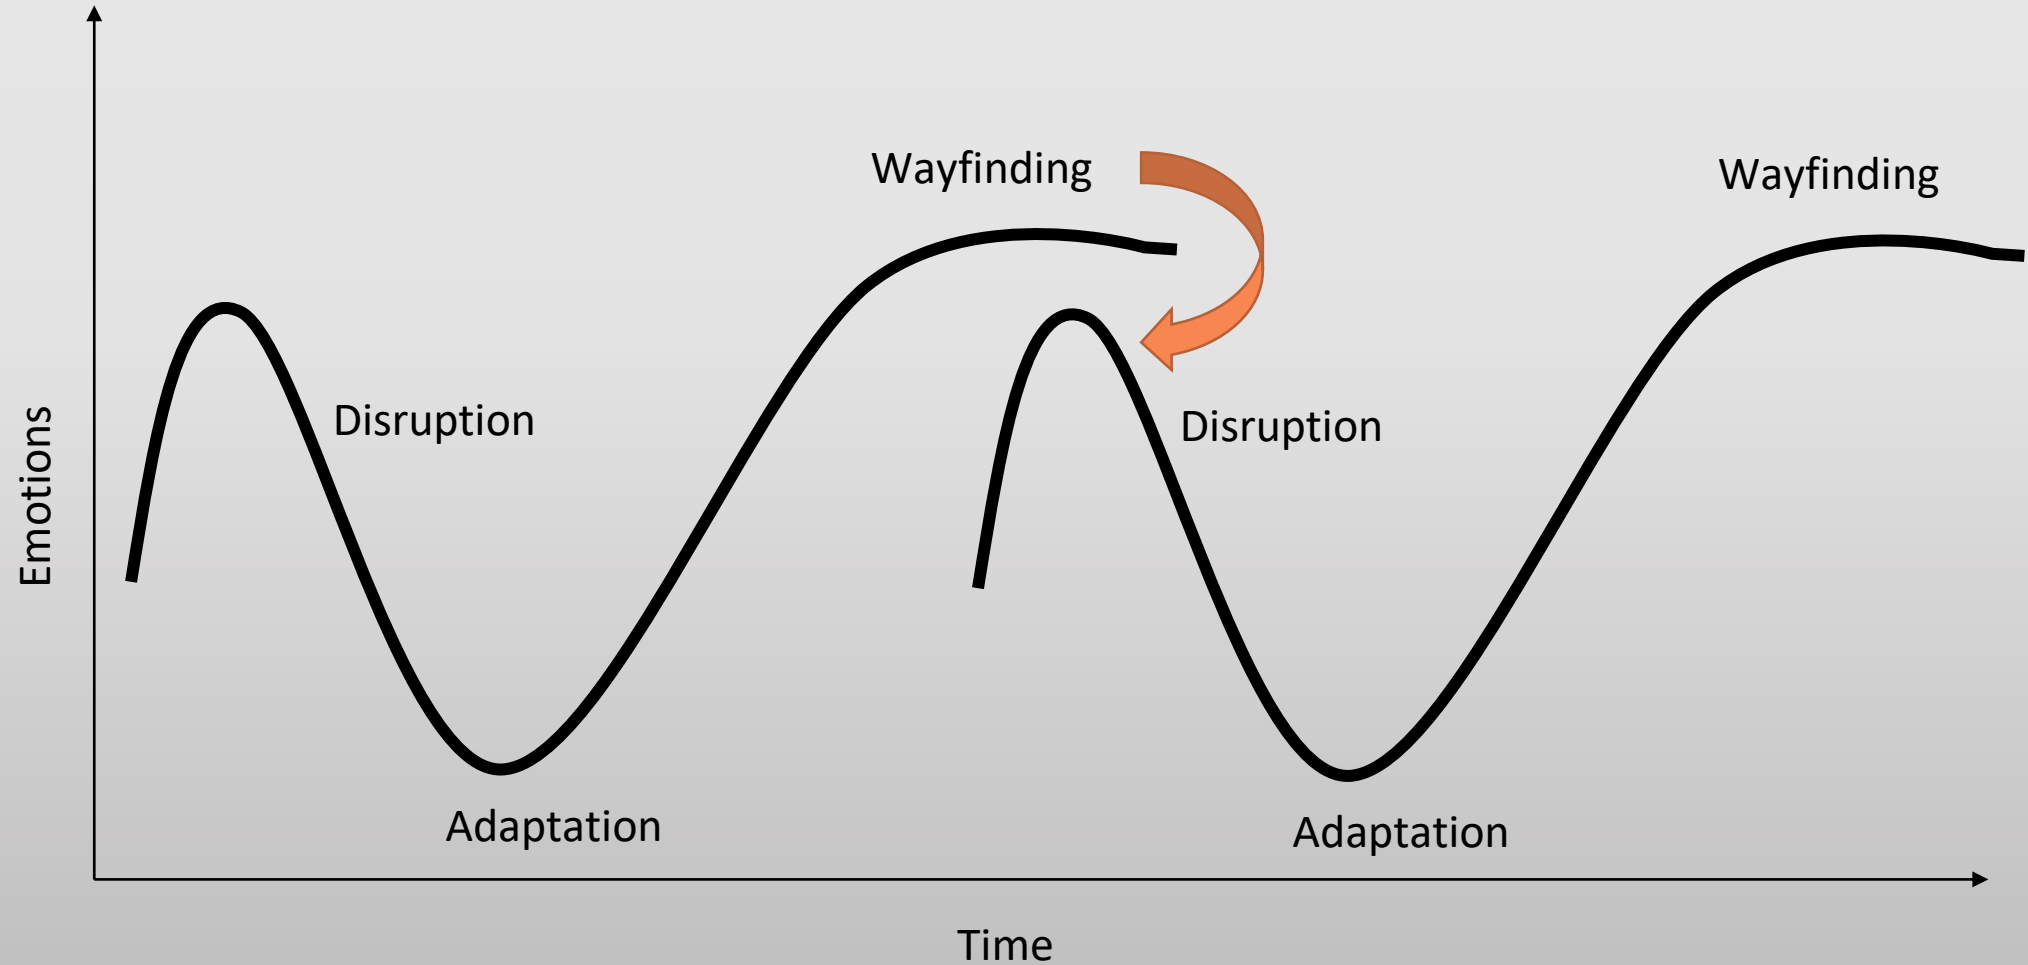 Wayfinding
Wayfinding
Disruption
Disruption
Emotions
Adaptation
Adaptation
Time